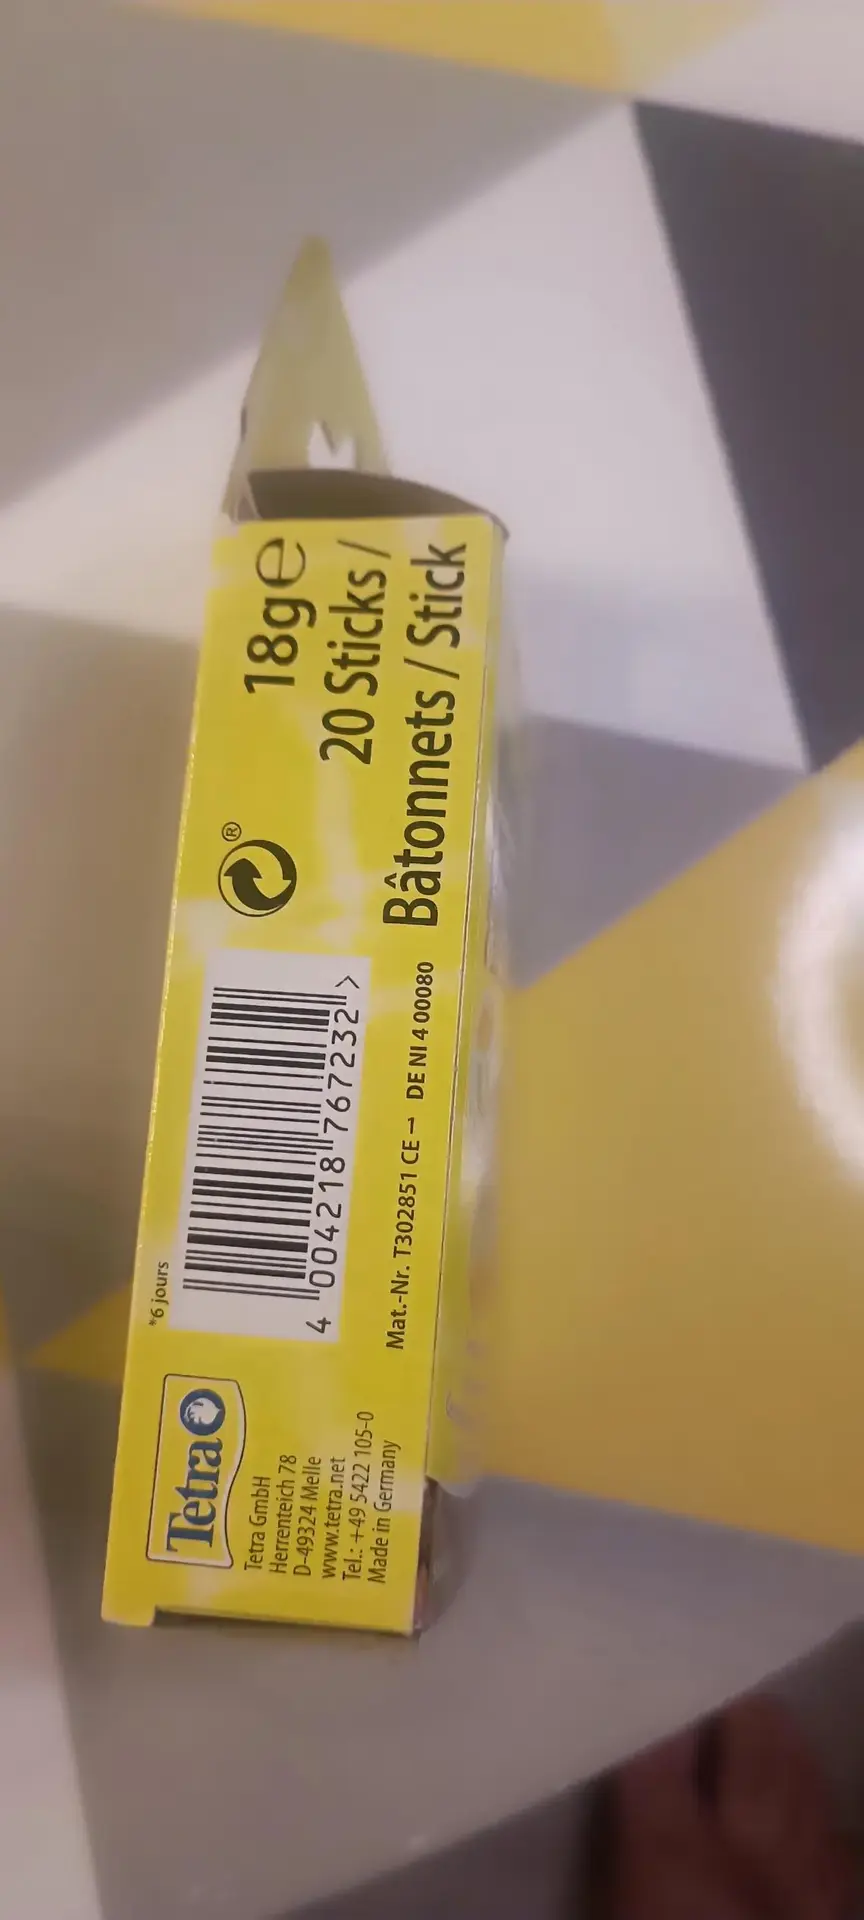 Tetra
Tetra GmbH
Herrenteich 78
D-49324 Melle
www.tetra.net
Tel.: +49 5422 105-0
Made in Germany
*6 jours
4 004218 767232 >
Mat.-Nr. T302851 CE → DE NI 4 00080
®
18g℮
20 Sticks /
Bâtonnets / Stick